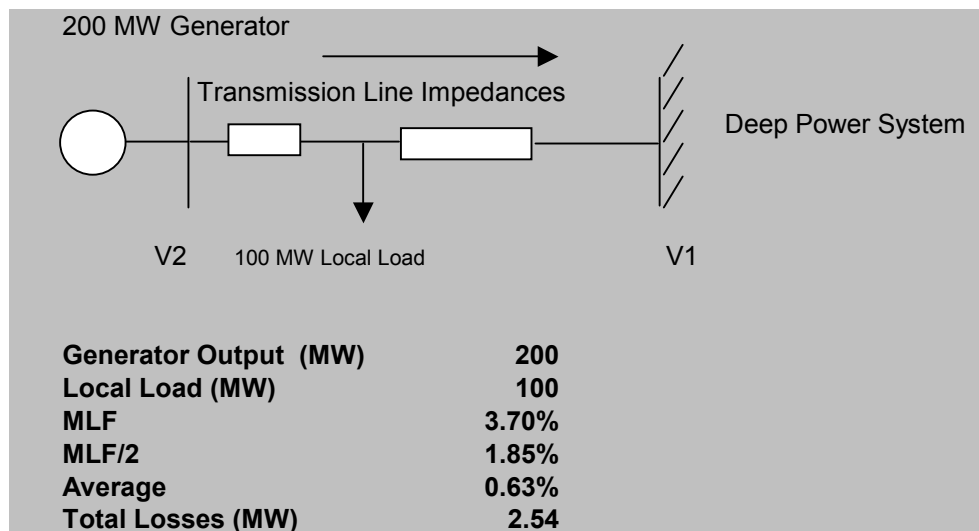 200 MW Generator
Transmission Line Impedances
Deep Power System
V2 100 MW Local Load V1
Generator Output (MW) 200
Local Load (MW) 100
MLF 3.70%
MLF/2 1.85%
Average 0.63%
Total Losses (MW) 2.54